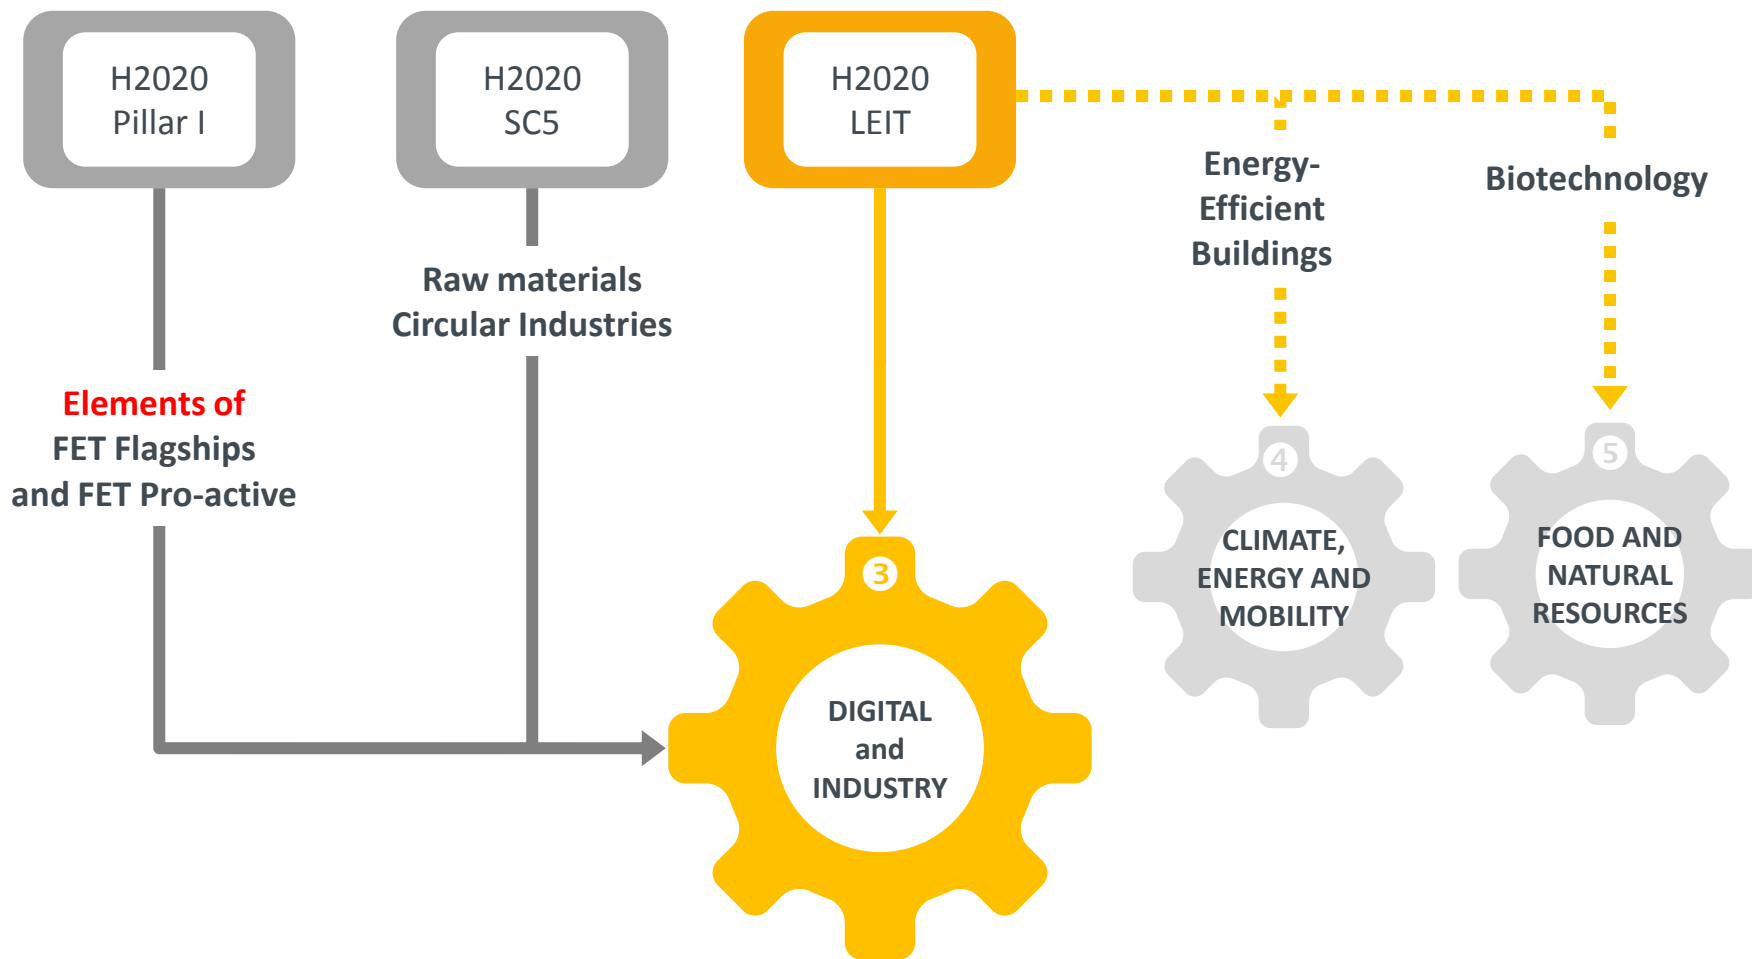 H2020
Pillar I
H2020
SC5
H2020
LEIT
Energy-
Efficient
Buildings
Biotechnology
Raw materials
Circular Industries
Elements of
FET Flagships
and FET Pro-active
4
CLIMATE,
ENERGY AND
MOBILITY
5
FOOD AND
NATURAL
RESOURCES
3
DIGITAL
and
INDUSTRY